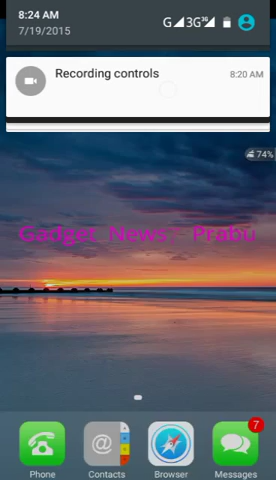 8:24 AM
7/19/2015
G 3G 3G
Recording controls
8:20 AM
74%
Gadget News:- Prabu
@
7
Phone
Contacts
Browser
Messages